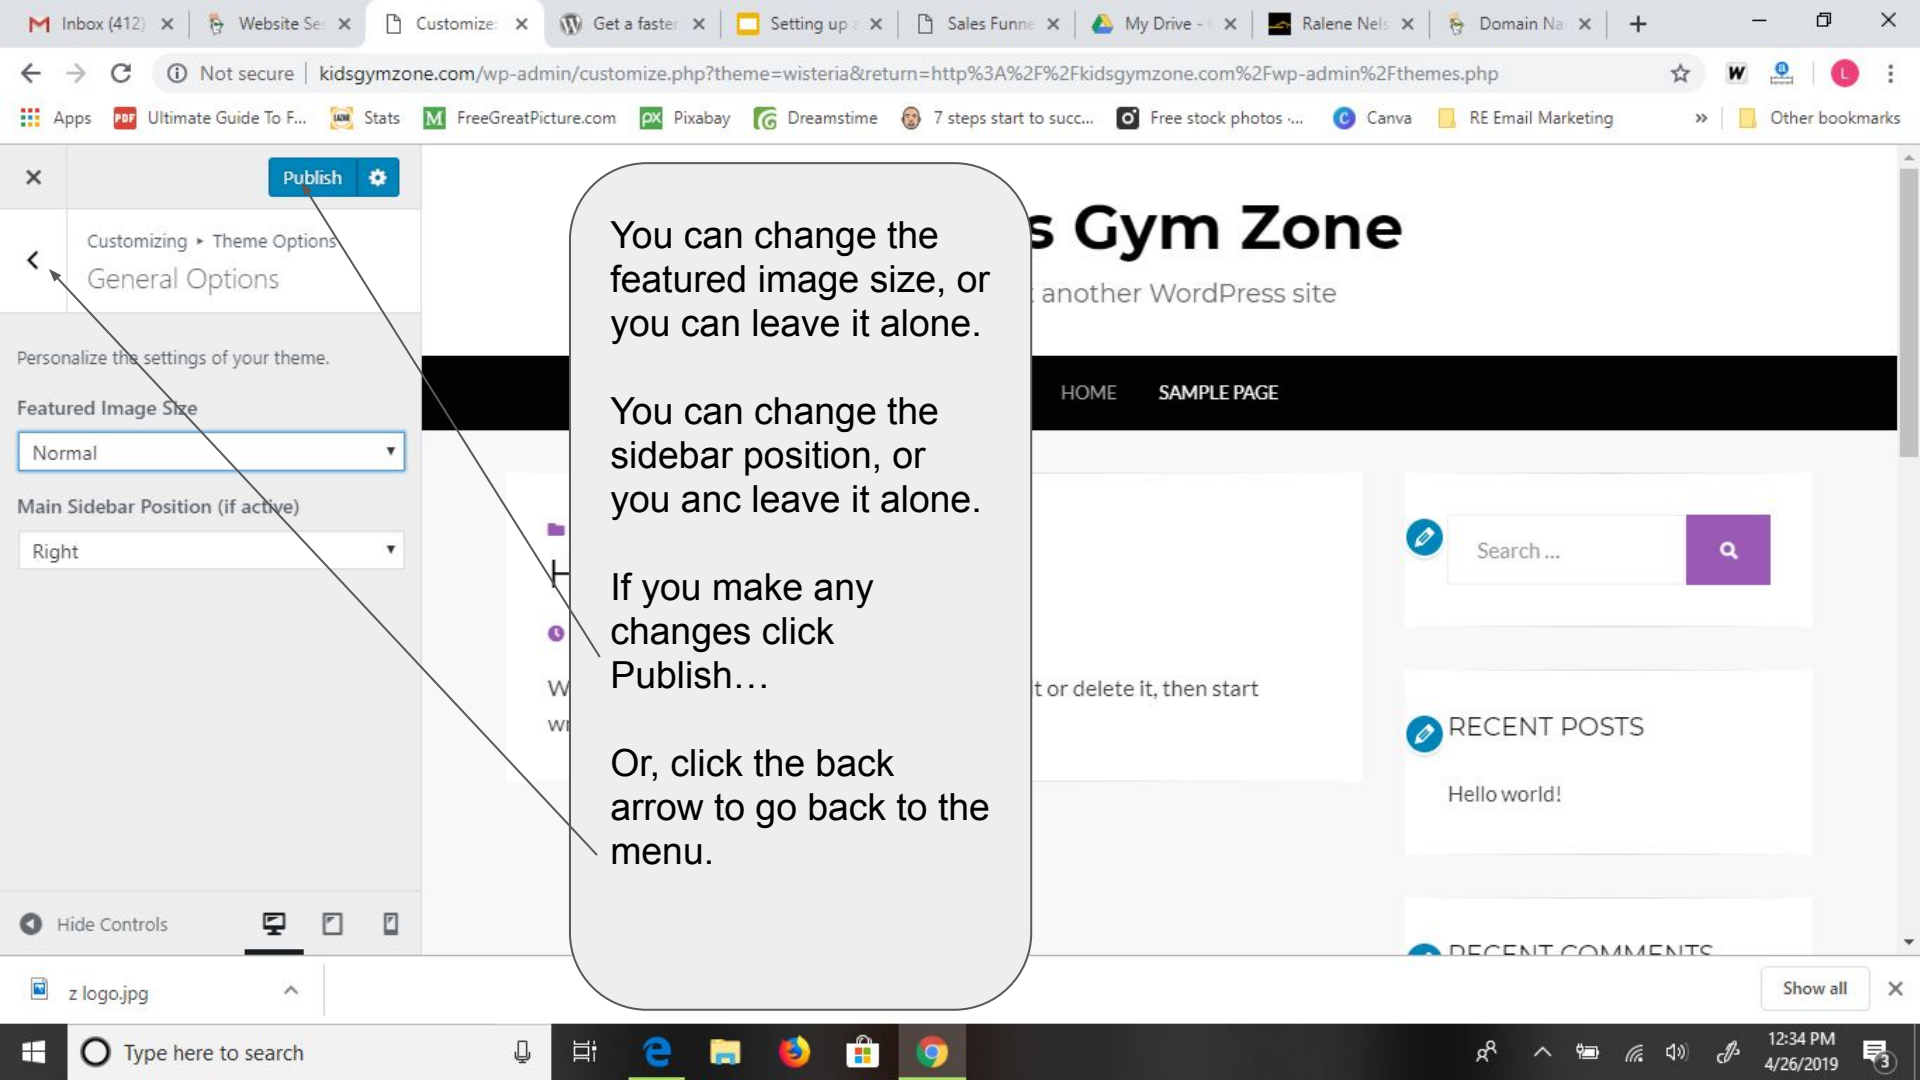 Inbox (412)
Website Ser
Customize:
Get a faster
Setting up a
Sales Funne
My Drive - 
Ralene Nels
Domain Na
Not secure | kidsgymzone.com/wp-admin/customize.php?theme=wisteria&return=http%3A%2F%2Fkidsgymzone.com%2Fwp-admin%2Fthemes.php
W
L
Apps
PDF
Ultimate Guide To F...
Stats
M
FreeGreatPicture.com
px
Pixabay
Dreamstime
7 steps start to succ...
Free stock photos ·...
C
Canva
RE Email Marketing
»
Other bookmarks
Publish
Customizing ▸ Theme Options
General Options
Personalize the settings of your theme.
Featured Image Size
Normal
Main Sidebar Position (if active)
Right
Hide Controls
You can change the
featured image size, or
you can leave it alone.
You can change the
sidebar position, or
you anc leave it alone.
If you make any
changes click
Publish…
Or, click the back
arrow to go back to the
menu.
s Gym Zone
another WordPress site
HOME
SAMPLE PAGE
H
W
t or delete it, then start
wr
Search ...
RECENT POSTS
Hello world!
RECENT COMMENTS
z logo.jpg
Show all
Type here to search
12:34 PM
4/26/2019
3